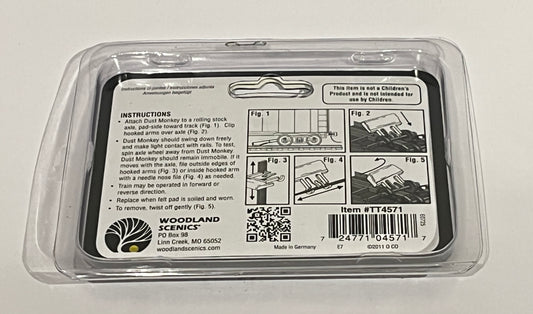 Instructions ci-jointes / Instrucciones adjunta
Anweisungen beigefügt
This item is not a Children's
Product and is not intended for
use by Children.
INSTRUCTIONS
• Attach Dust Monkey to a rolling stock
axle, pad-side toward track (Fig. 1). Clip
hooked arms over axle (Fig. 2).
• Dust Monkey should swing down freely
and make light contact with rails. To test,
spin axle wheel away from Dust Monkey.
Dust Monkey should remain immobile. If it
moves with the axle, file outside edges of
hooked arms (Fig. 3) or inside hooked arm
with a needle nose file (Fig. 4) as needed.
• Train may be operated in forward or
reverse direction.
• Replace when felt pad is soiled and worn.
• To remove, twist off gently (Fig. 5).
Fig. 1
Fig. 2
Fig. 3
Fig. 4
Fig. 5
WOODLAND
SCENICS®
PO Box 98
Linn Creek, MO 65052
woodlandscenics.com
Item #TT4571
7 24771 04571 7
Made in Germany
E7
©2011 O CO